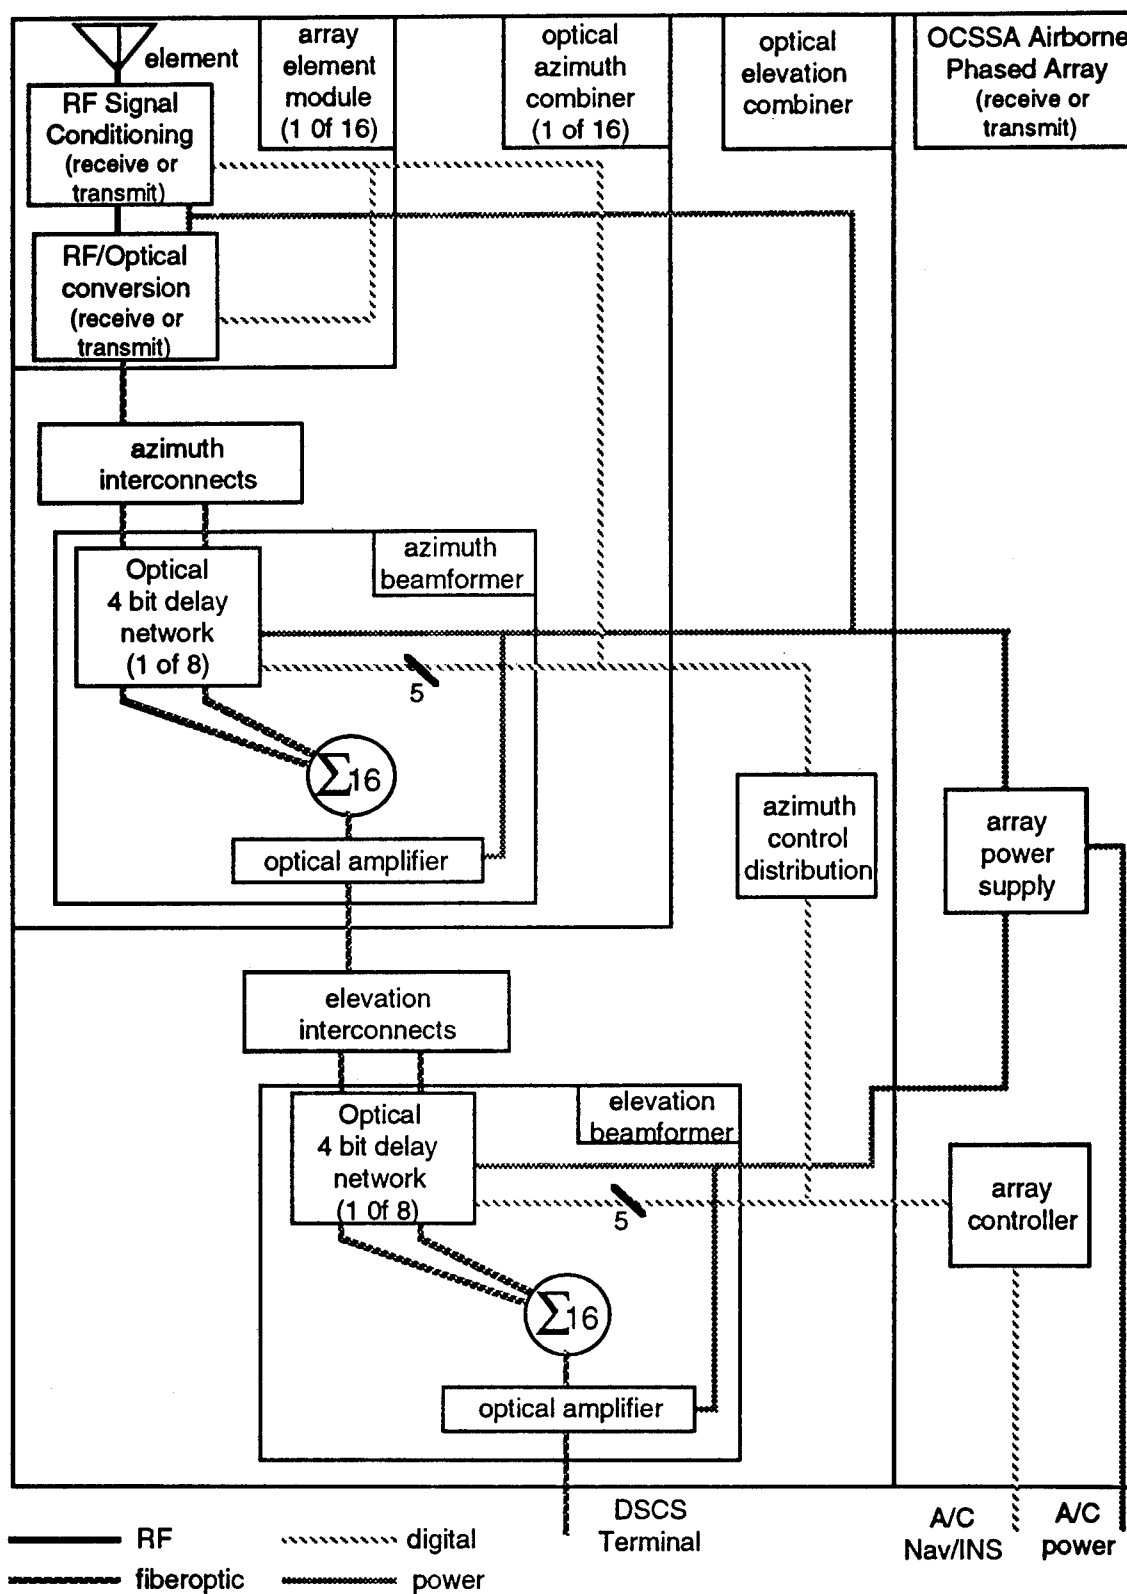 element
array
element
module
(1 0f 16)
optical
azimuth
combiner
(1 of 16)
optical
elevation
combiner
OCSSA Airborne
Phased Array
(receive or
transmit)
RF Signal
Conditioning
(receive or
transmit)
RF/Optical
conversion
(receive or
transmit)
azimuth
interconnects
azimuth
beamformer
Optical
4 bit delay
network
(1 of 8)
5
Σ16
optical amplifier
azimuth
control
distribution
array
power
supply
elevation
interconnects
elevation
beamformer
Optical
4 bit delay
network
(1 0f 8)
5
array
controller
Σ16
optical amplifier
DSCS
Terminal
A/C
Nav/INS
A/C
power
RF
digital
fiberoptic
power